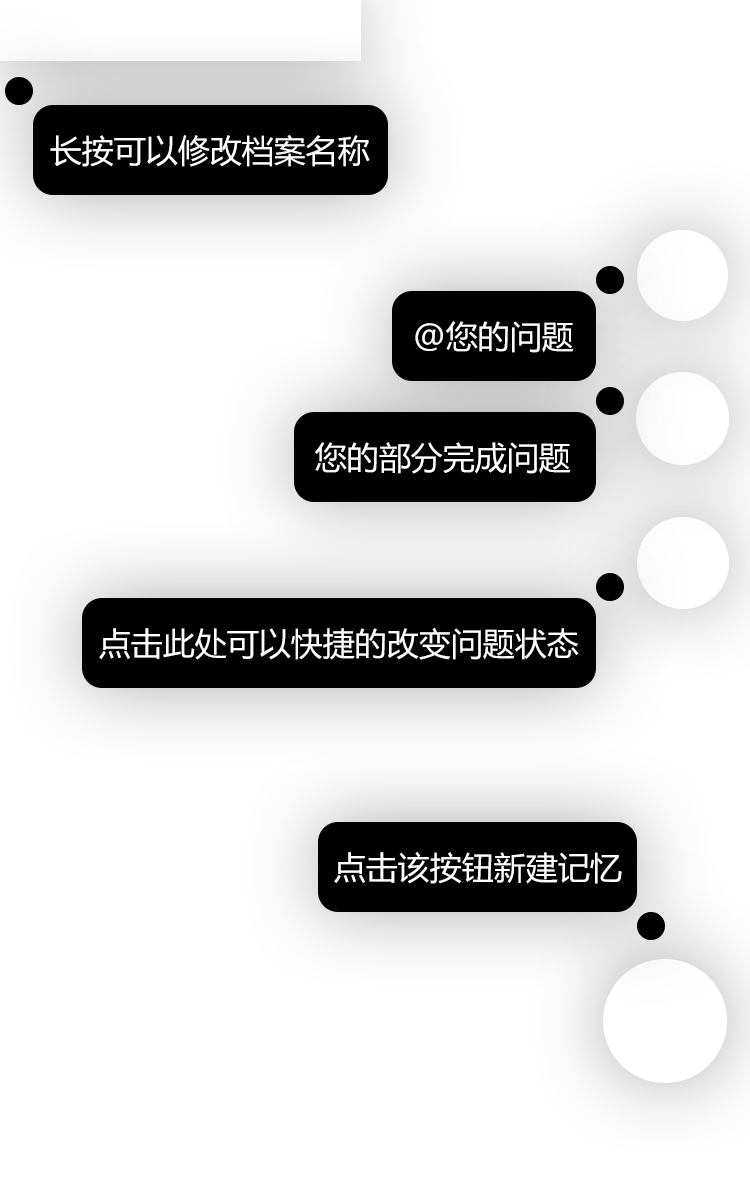 长按可以修改档案名称
@您的问题
您的部分完成问题
点击此处可以快捷的改变问题状态
点击该按钮新建记忆